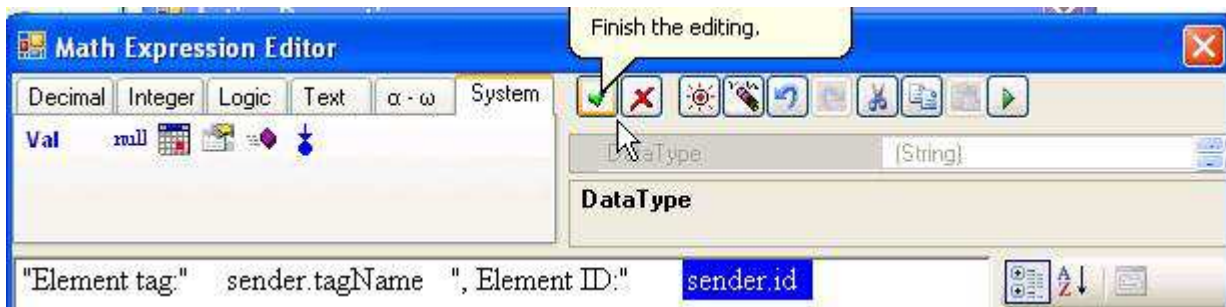 Finish the editing.
Math Expression Editor
Decimal Integer Logic Text α - ω System
Val null
DataType (String)
DataType
"Element tag:" sender.tagName ", Element ID:" sender.id